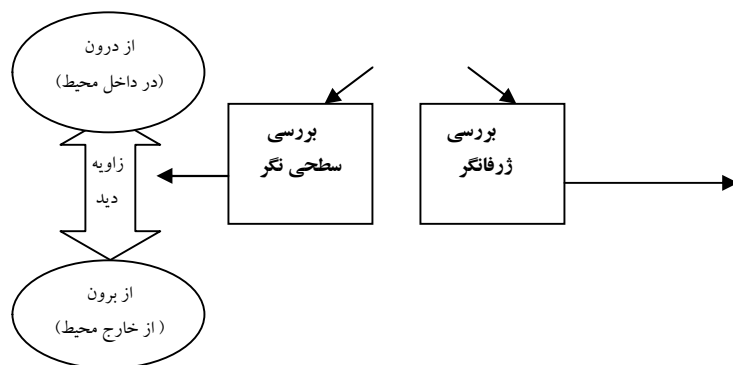 از درون
(در داخل محیط)
بررسی
ژرفانگر
بررسی
سطحی نگر
زاویه
دید
از برون
( از خارج محیط)